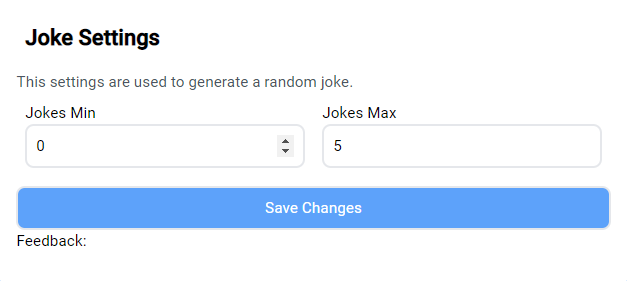 Joke Settings
This settings are used to generate a random joke.
Jokes Min Jokes Max
0 5
Save Changes
Feedback: